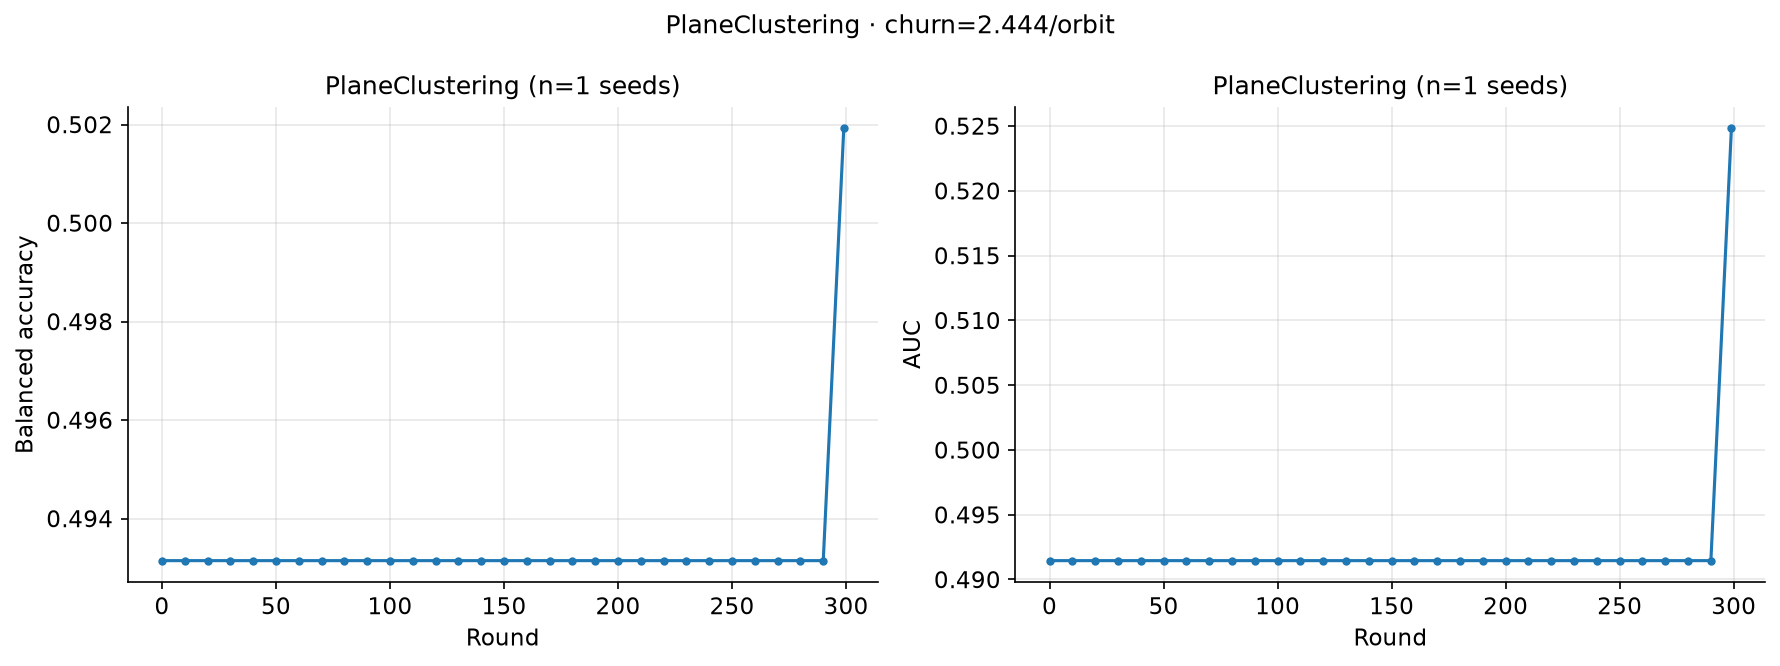 PlaneClustering · churn=2.444/orbit
PlaneClustering (n=1 seeds)
Balanced accuracy
0.502
0.500
0.498
0.496
0.494
0 50 100 150 200 250 300
Round
PlaneClustering (n=1 seeds)
AUC
0.525
0.520
0.515
0.510
0.505
0.500
0.495
0.490
0 50 100 150 200 250 300
Round